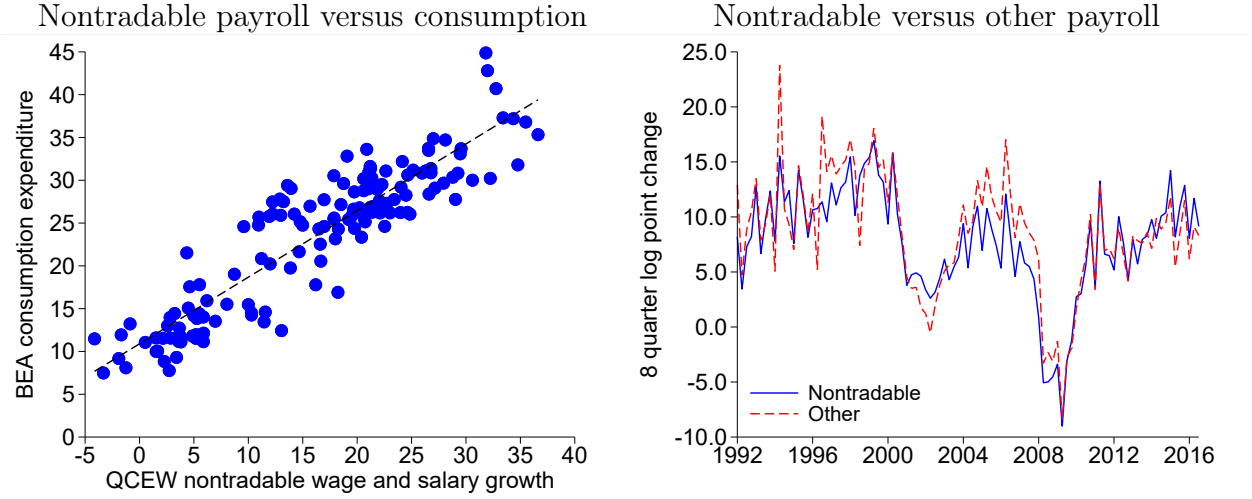 Nontradable payroll versus consumption
BEA consumption expenditure
45
40
35
30
25
20
15
10
5
0
-5 0 5 10 15 20 25 30 35 40
QCEW nontradable wage and salary growth
Nontradable versus other payroll
8 quarter log point change
25.0
20.0
15.0
10.0
5.0
0.0
-5.0
-10.0
Nontradable
Other
1992 1996 2000 2004 2008 2012 2016